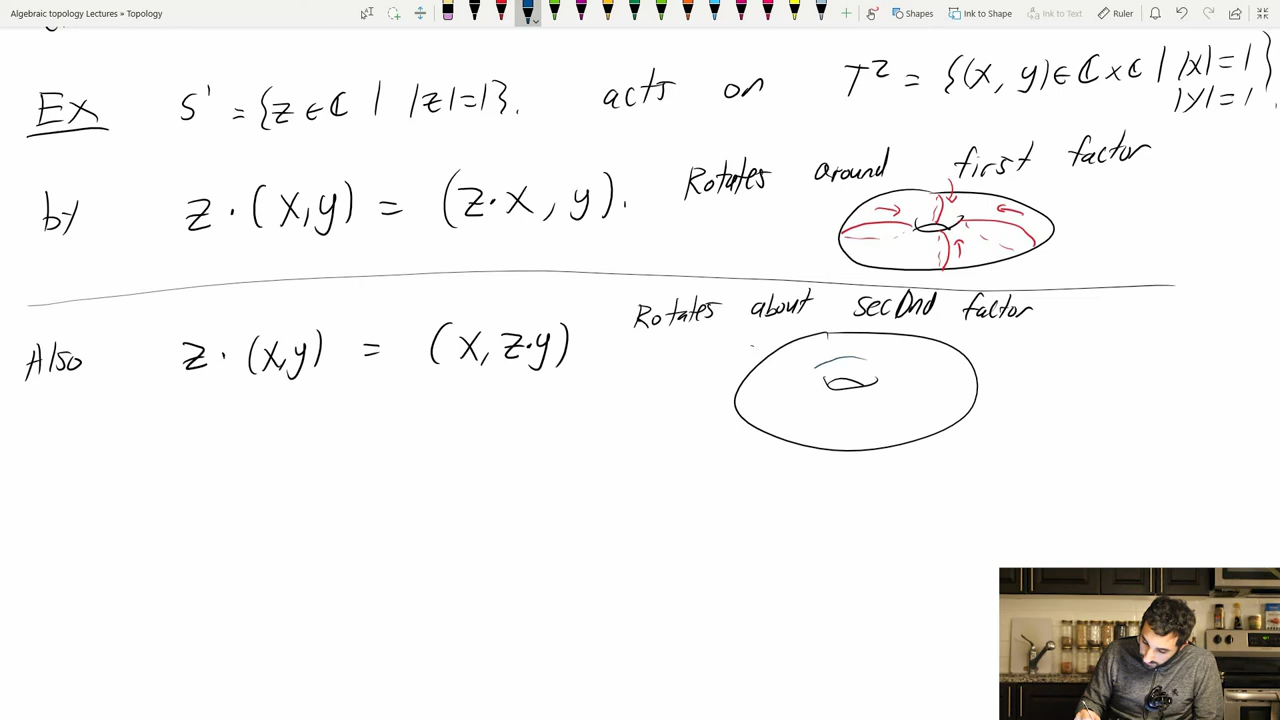 Algebraic topology Lectures » Topology
Shapes
Ink to Shape
Ink to Text
Ruler
Ex S¹ = {z ∈ ℂ | |z|=1}. acts on T² = {(x, y) ∈ ℂ × ℂ | |x|=1
|y|=1 }
by z · (x,y) = (z·x, y). Rotates around first factor
Rotates about second factor
Also z · (x,y) = (x, z·y)